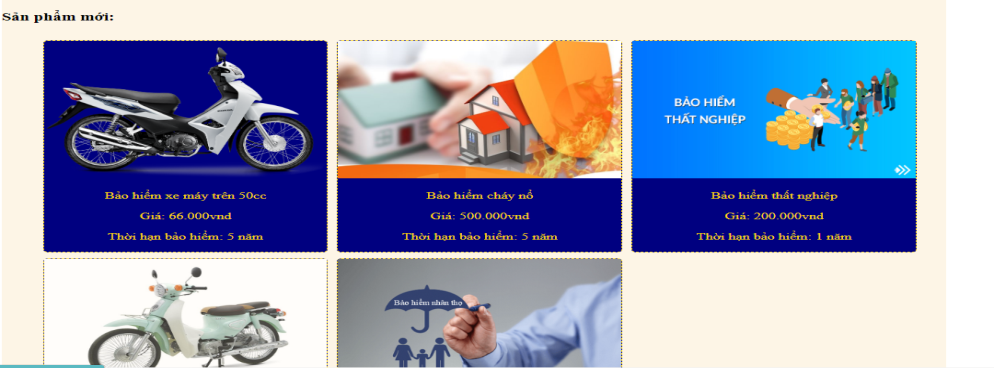 Sản phẩm mới:
BẢO HIỂM
THẤT NGHIỆP
Bảo hiểm xe máy trên 50cc
Giá: 66.000vnd
Thời hạn bảo hiểm: 5 năm
Bảo hiểm cháy nổ
Giá: 500.000vnd
Thời hạn bảo hiểm: 5 năm
Bảo hiểm thất nghiệp
Giá: 200.000vnd
Thời hạn bảo hiểm: 1 năm
Bảo hiểm nhân thọ